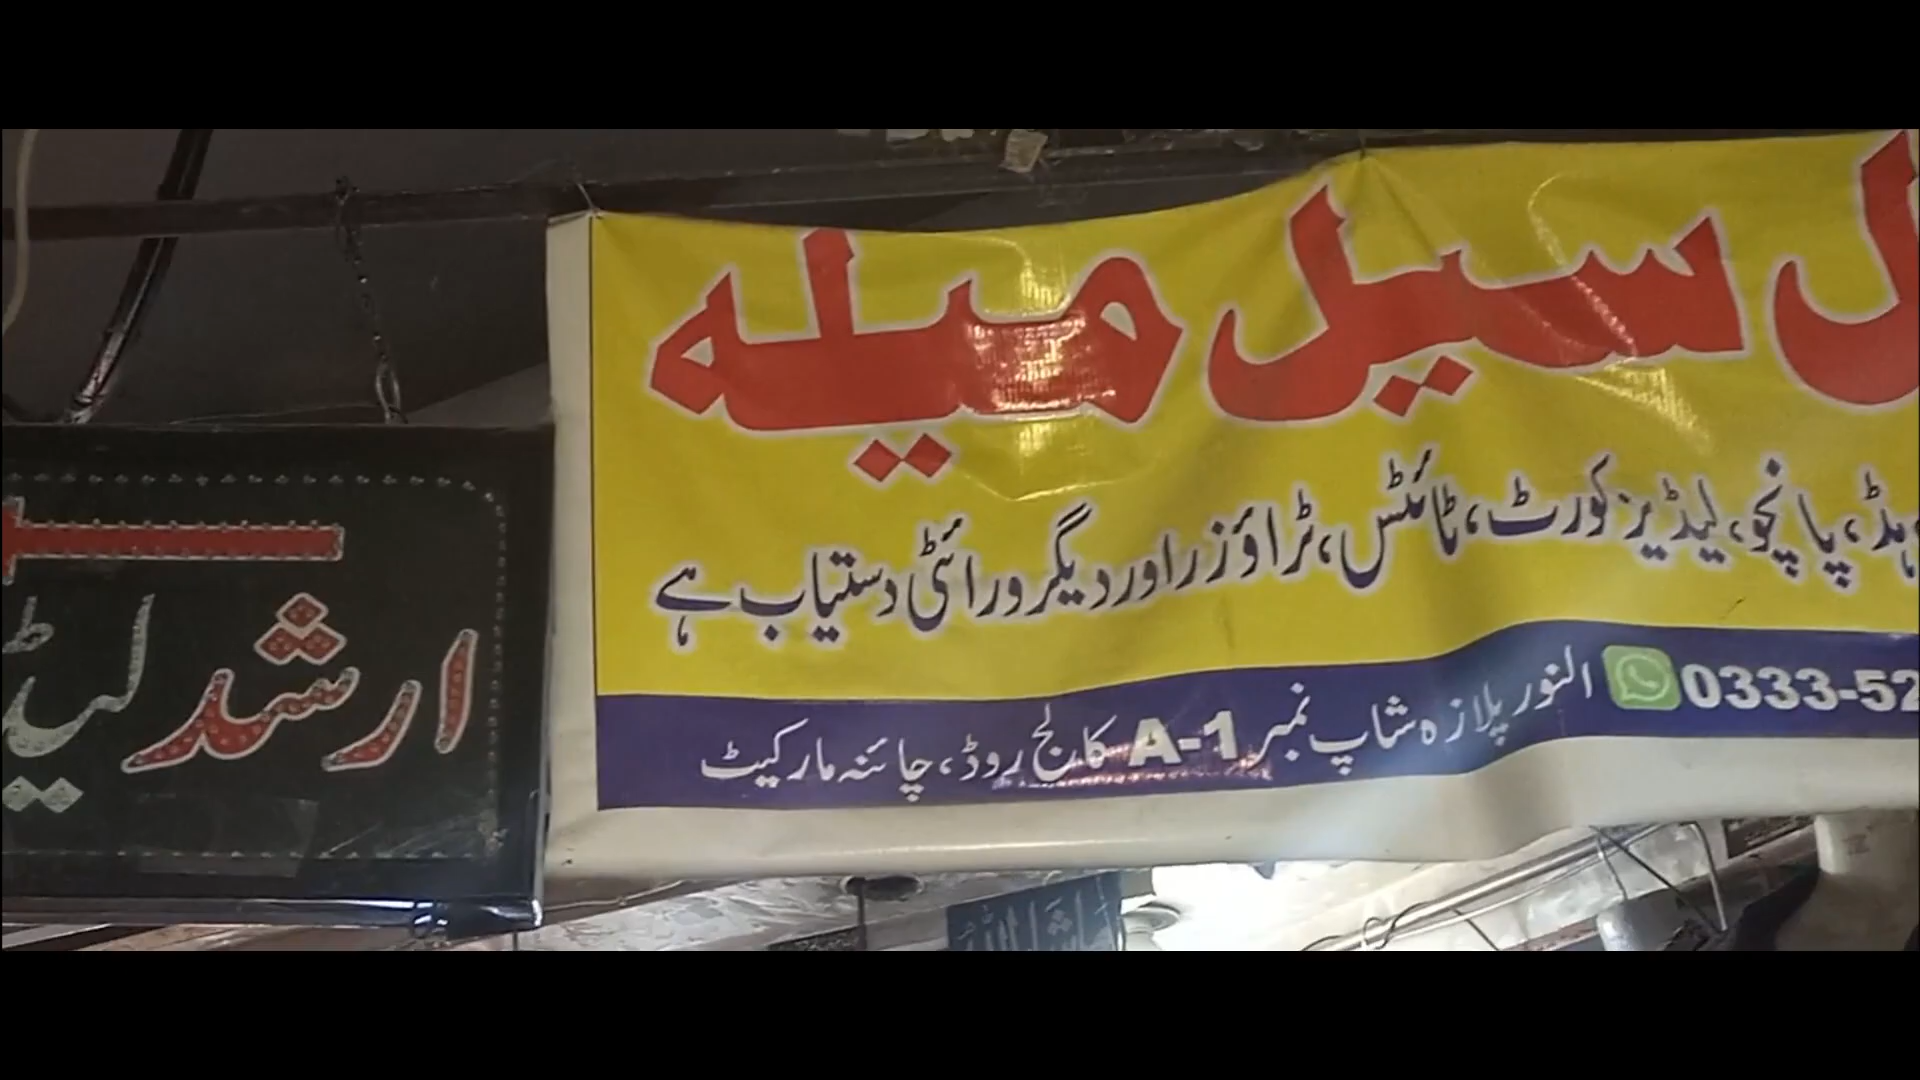 سیل میلہ
پانچو، لیڈیز کورٹ، ٹائٹس، ٹراؤزر اور دیگر ورائٹی دستیاب ہے
0333-52
النور پلازہ شاپ نمبر A-1 کالج روڈ، چائنہ مارکیٹ
ارشد
ماشاءاللہ